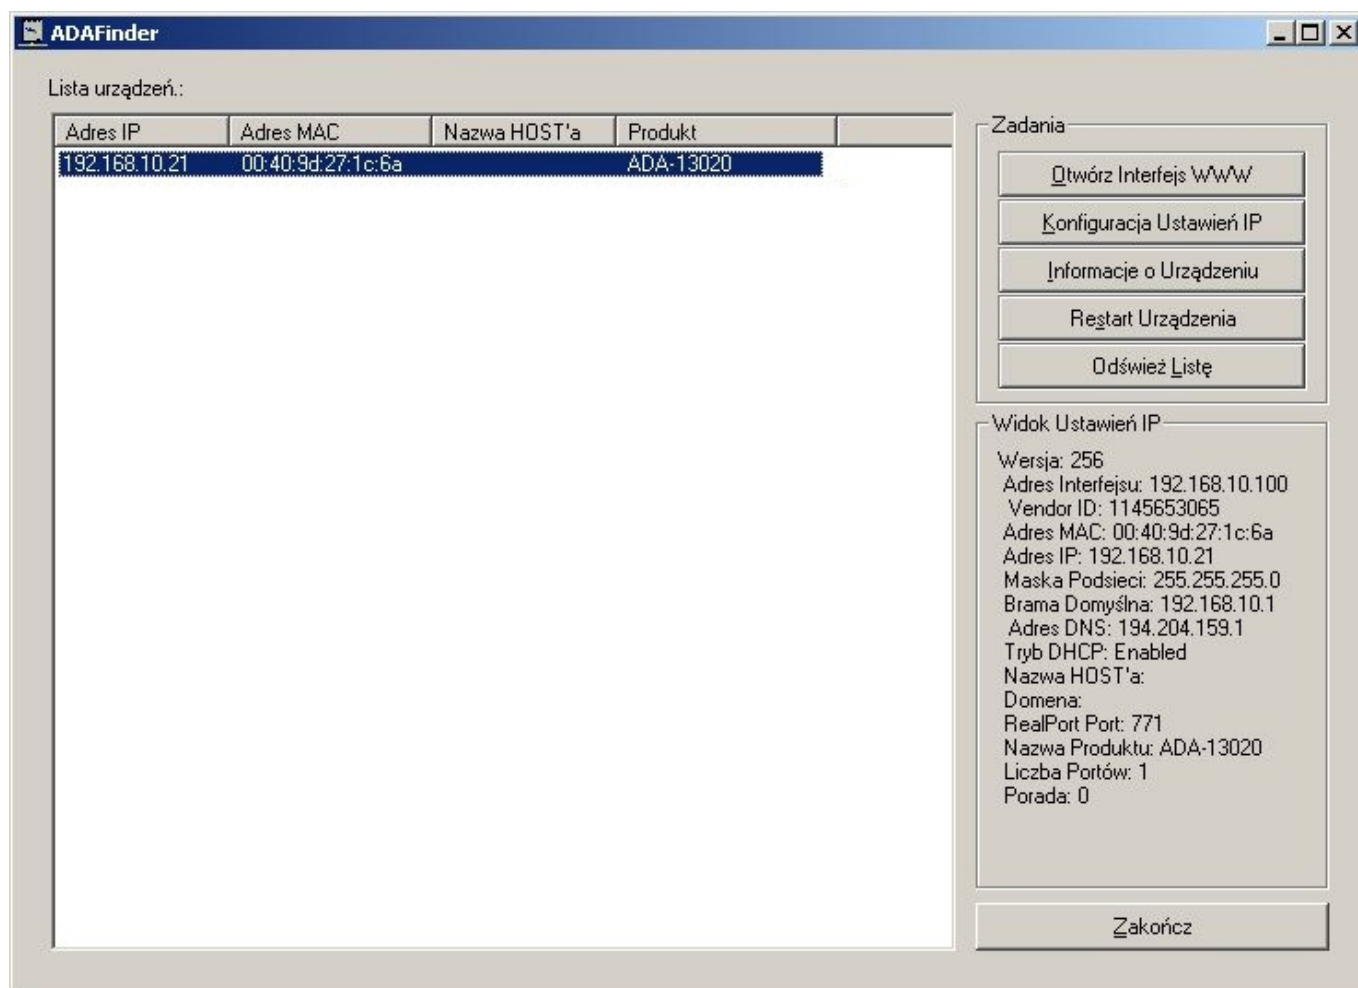 ADAFinder
Lista urządzeń.:
Adres IP Adres MAC Nazwa HOST'a Produkt
192.168.10.21 00:40:9d:27:1c:6a ADA-13020
Zadania
Otwórz Interfejs WWW
Konfiguracja Ustawień IP
Informacje o Urządzeniu
Restart Urządzenia
Odśwież Listę
Widok Ustawień IP
Wersja: 256
Adres Interfejsu: 192.168.10.100
Vendor ID: 1145653065
Adres MAC: 00:40:9d:27:1c:6a
Adres IP: 192.168.10.21
Maska Podsieci: 255.255.255.0
Brama Domyślna: 192.168.10.1
Adres DNS: 194.204.159.1
Tryb DHCP: Enabled
Nazwa HOST'a:
Domena:
RealPort Port: 771
Nazwa Produktu: ADA-13020
Liczba Portów: 1
Porada: 0
Zakończ